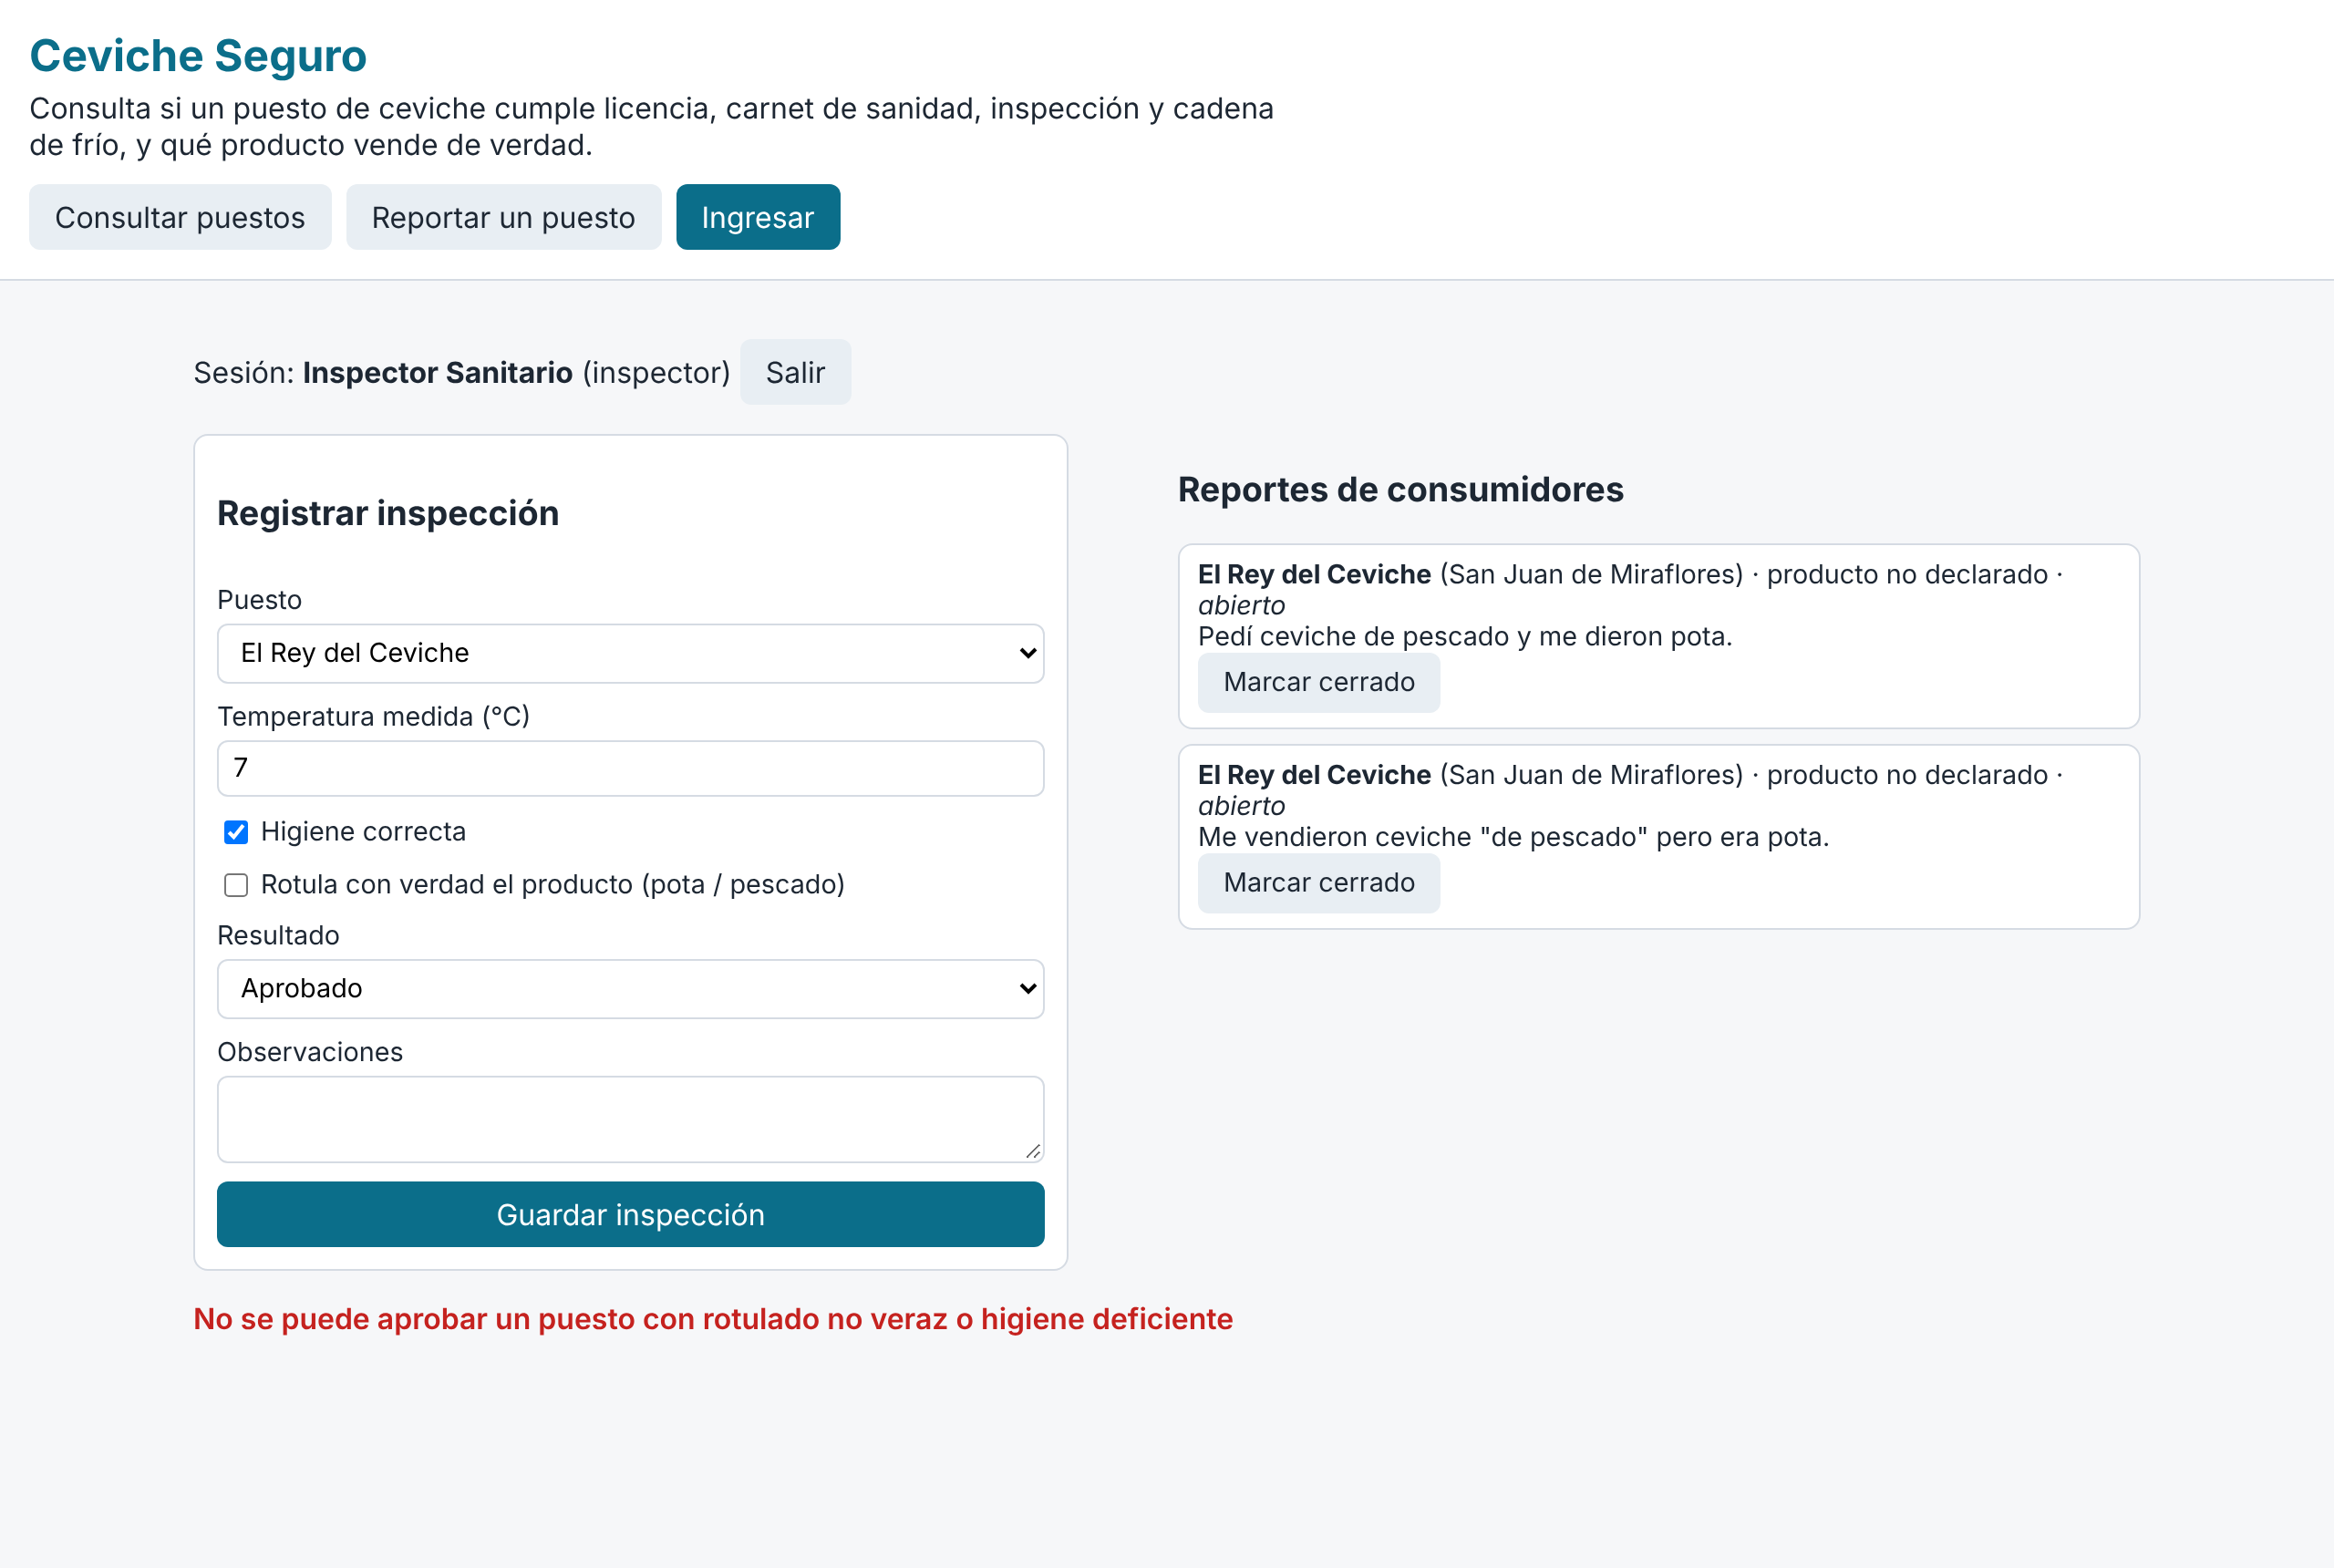 Ceviche Seguro
Consulta si un puesto de ceviche cumple licencia, carnet de sanidad, inspección y cadena
de frío, y qué producto vende de verdad.
Consultar puestos
Reportar un puesto
Ingresar
Sesión: Inspector Sanitario (inspector)
Salir
Registrar inspección
Puesto
El Rey del Ceviche
Temperatura medida (°C)
7
Higiene correcta
Rotula con verdad el producto (pota / pescado)
Resultado
Aprobado
Observaciones
Guardar inspección
No se puede aprobar un puesto con rotulado no veraz o higiene deficiente
Reportes de consumidores
El Rey del Ceviche (San Juan de Miraflores) · producto no declarado ·
abierto
Pedí ceviche de pescado y me dieron pota.
Marcar cerrado
El Rey del Ceviche (San Juan de Miraflores) · producto no declarado ·
abierto
Me vendieron ceviche "de pescado" pero era pota.
Marcar cerrado